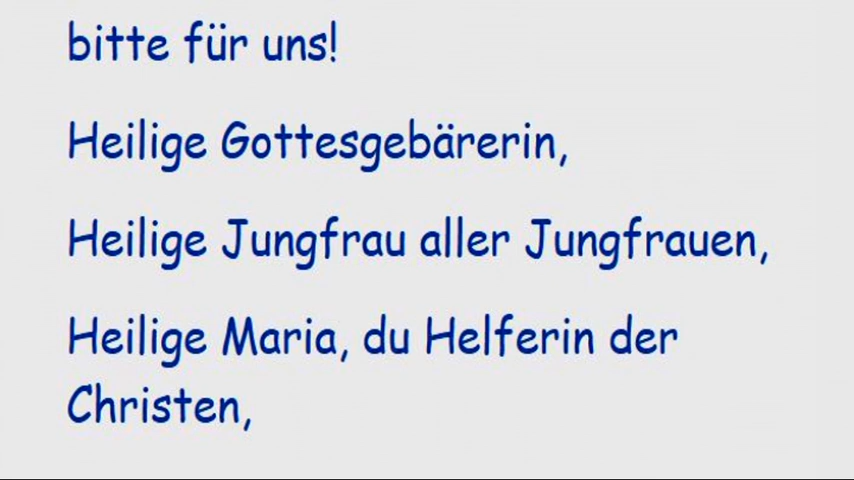 bitte für uns!
Heilige Gottesgebärerin,
Heilige Jungfrau aller Jungfrauen,
Heilige Maria, du Helferin der
Christen,